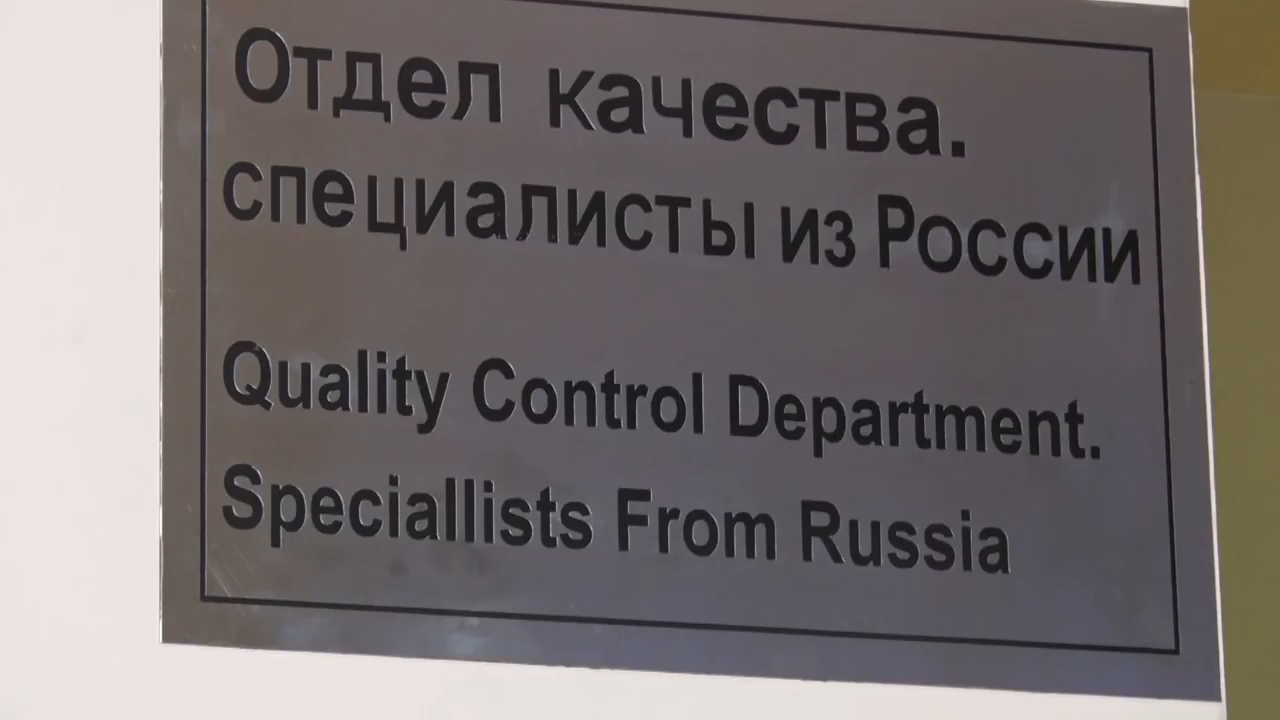 Отдел качества.
специалисты из России
Quality Control Department.
Speciallists From Russia